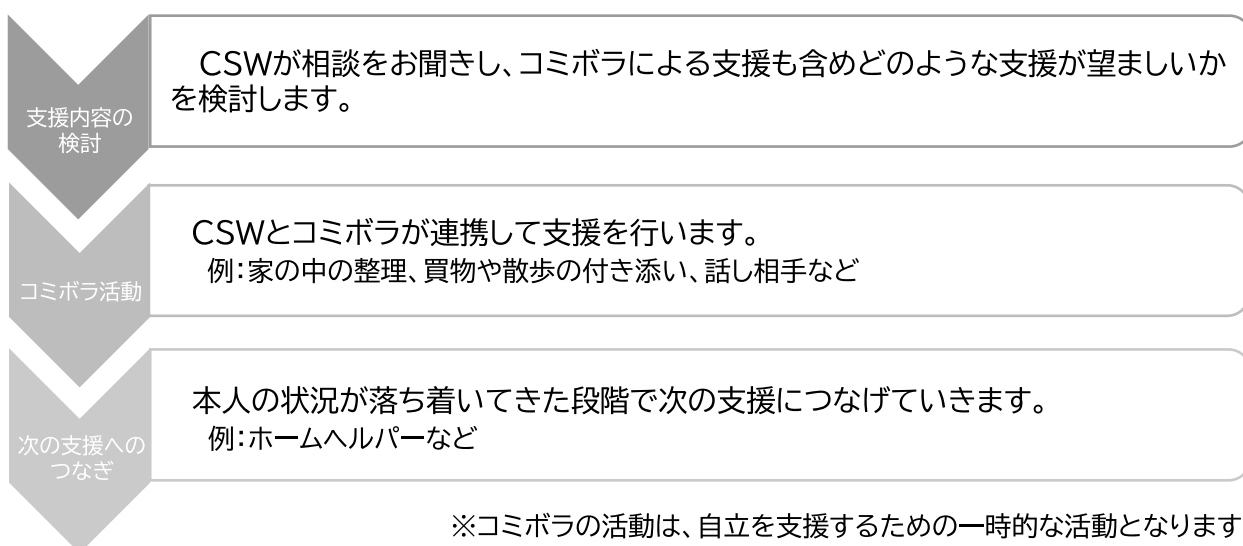 支援内容の
検討
CSWが相談をお聞きし、コミボラによる支援も含めどのような支援が望ましいか
を検討します。
コミボラ活動
CSWとコミボラが連携して支援を行います。
例：家の中の整理、買物や散歩の付き添い、話し相手など
次の支援への
つなぎ
本人の状況が落ち着いてきた段階で次の支援につなげていきます。
例：ホームヘルパーなど
※コミボラの活動は、自立を支援するための一時的な活動となります